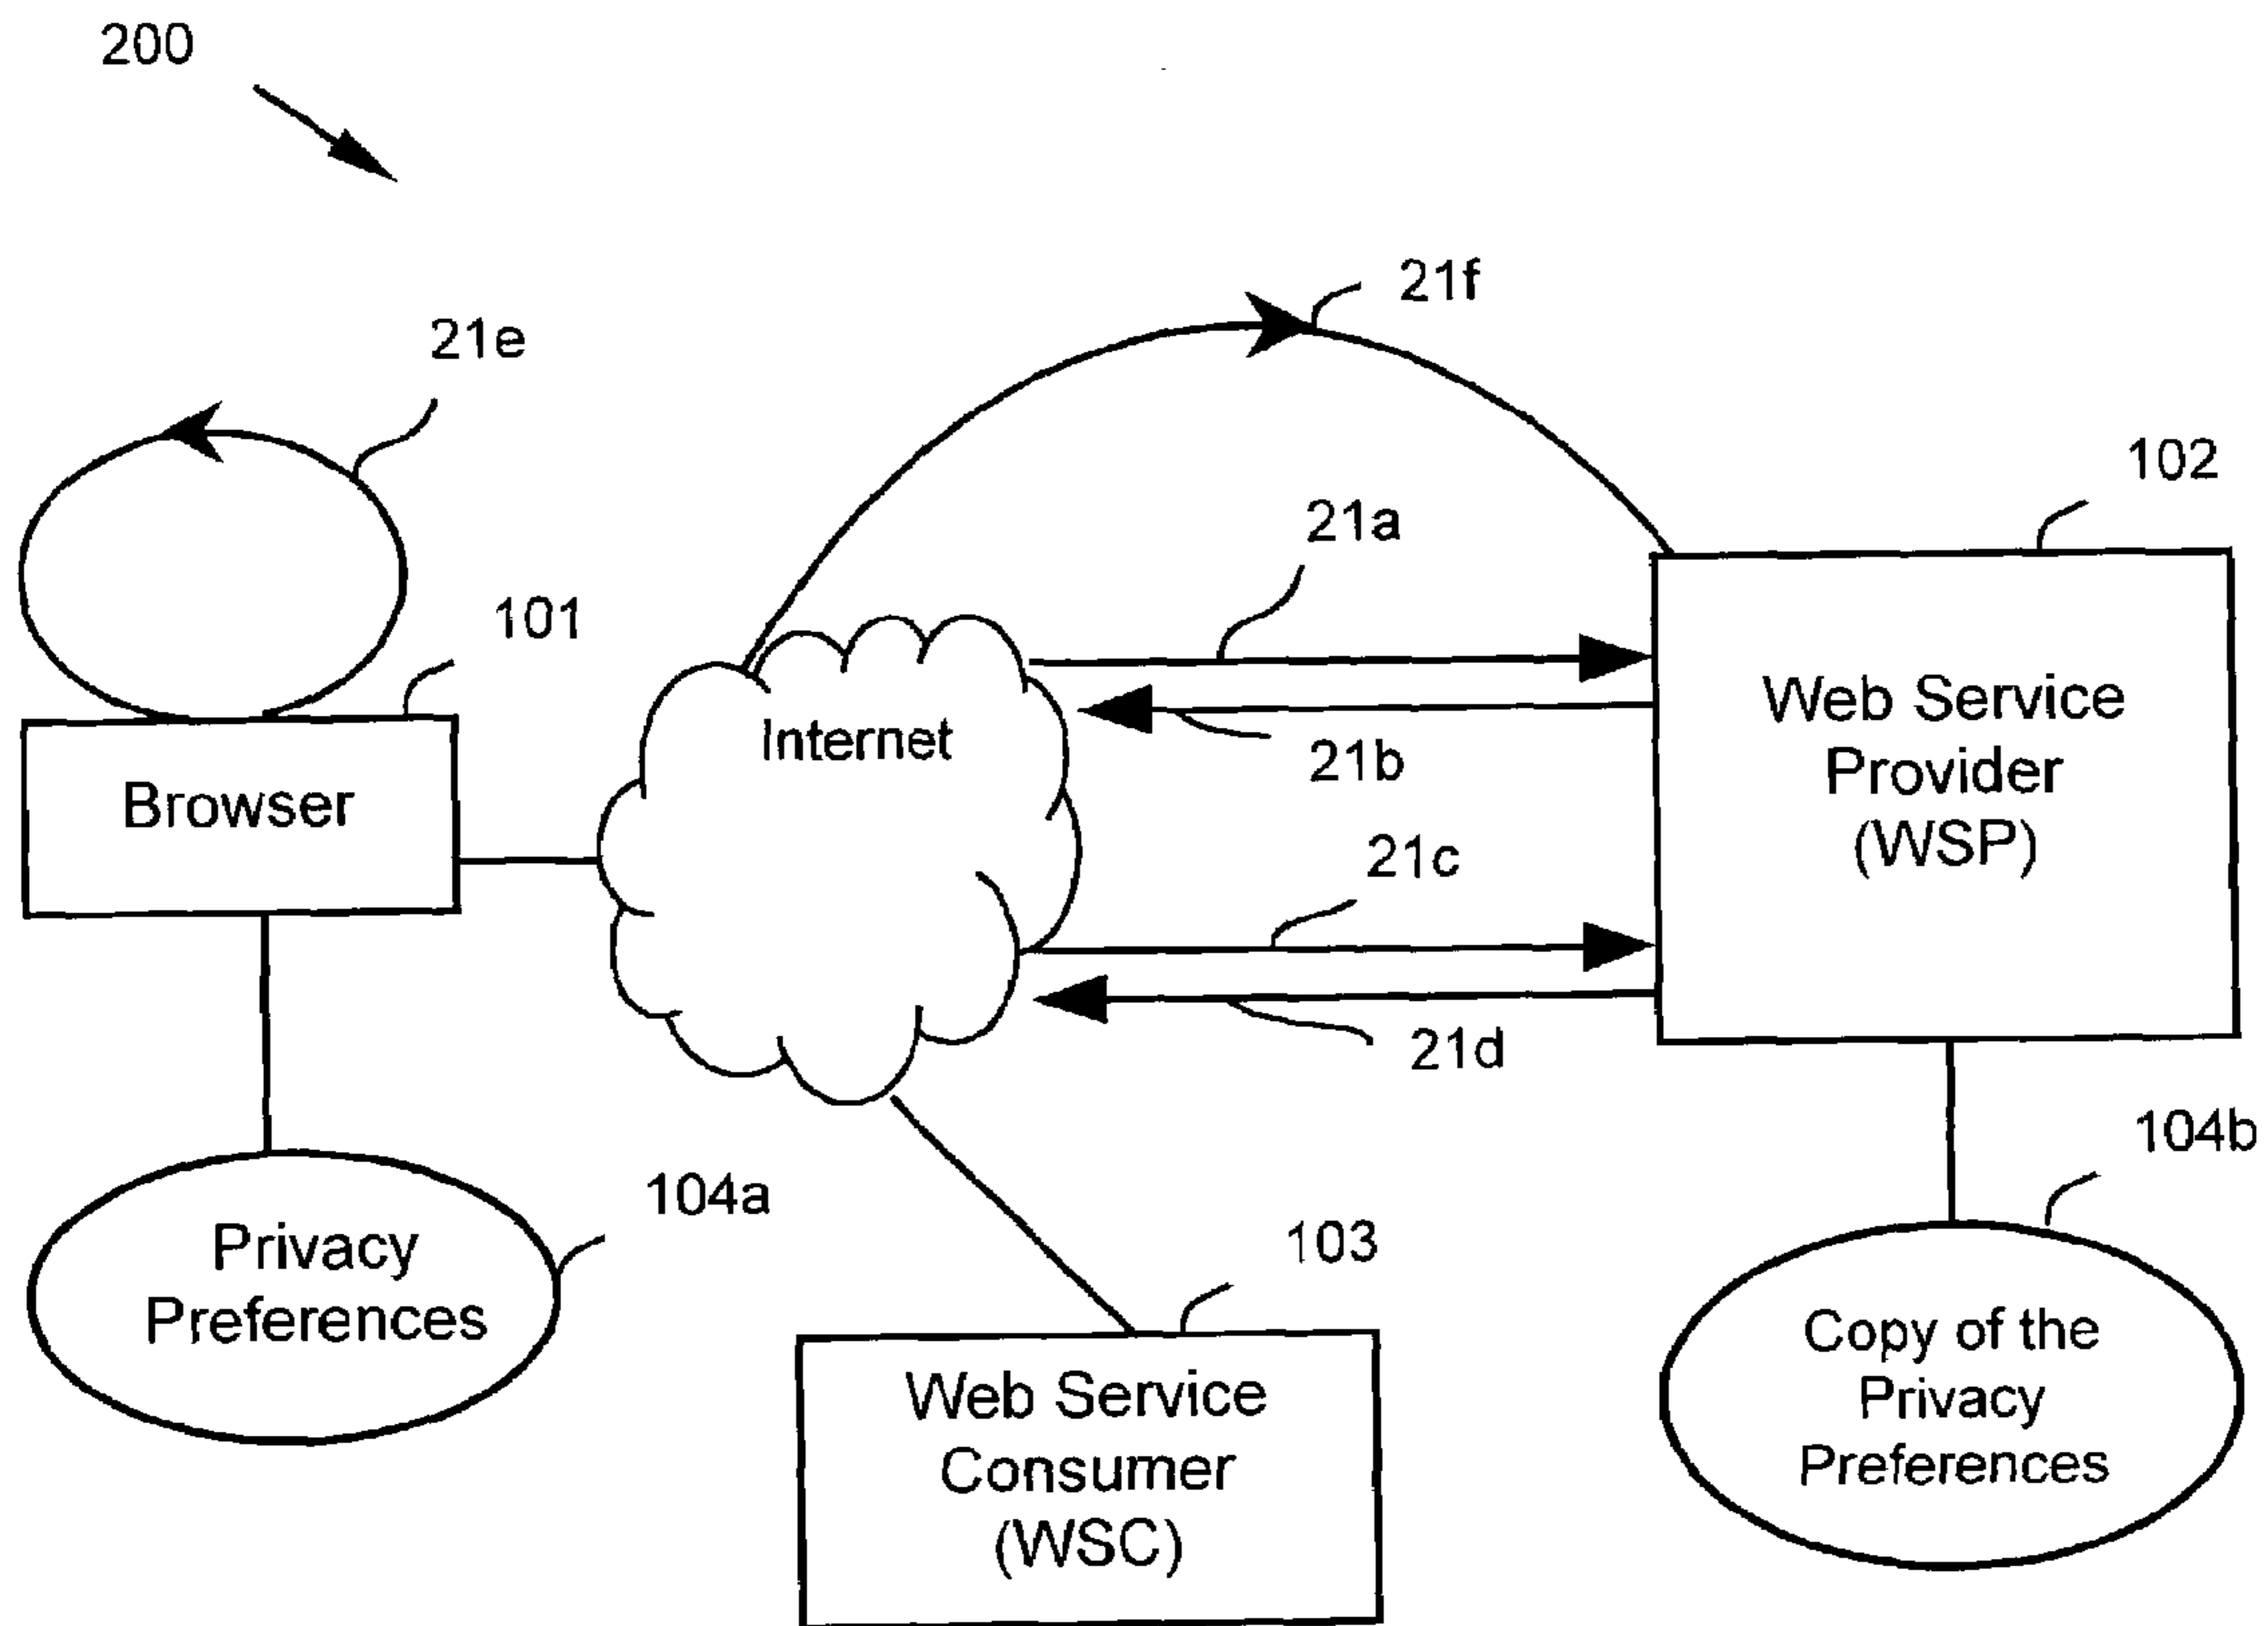 200
21f
21e
102
21a
101
Internet
21b
Web Service
Provider
(WSP)
Browser
21c
21d
104b
104a
Privacy
Preferences
103
Copy of the
Privacy
Preferences
Web Service
Consumer
(WSC)